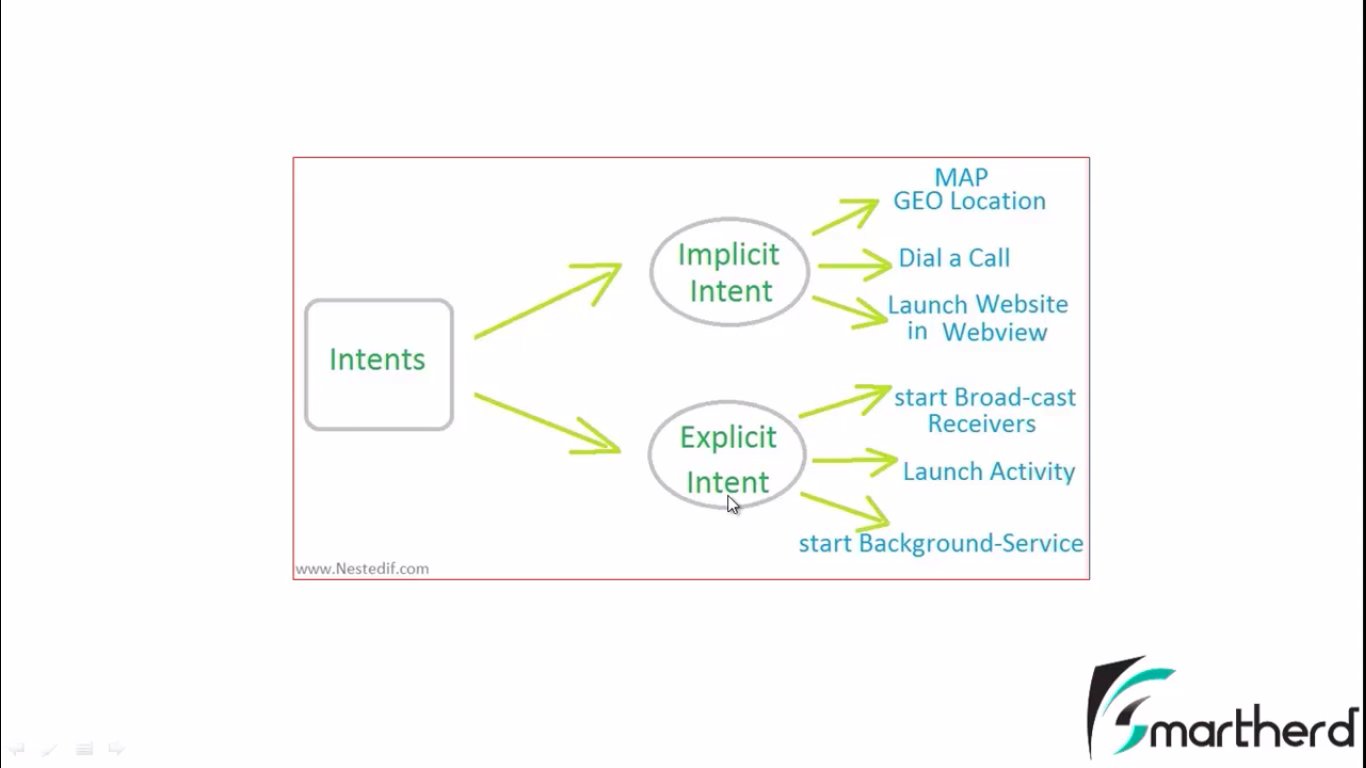 MAP
GEO Location
Implicit
Intent
Dial a Call
Launch Website
in Webview
Intents
Explicit
Intent
start Broad-cast
Receivers
Launch Activity
start Background-Service
www.Nestedif.com
Smartherd